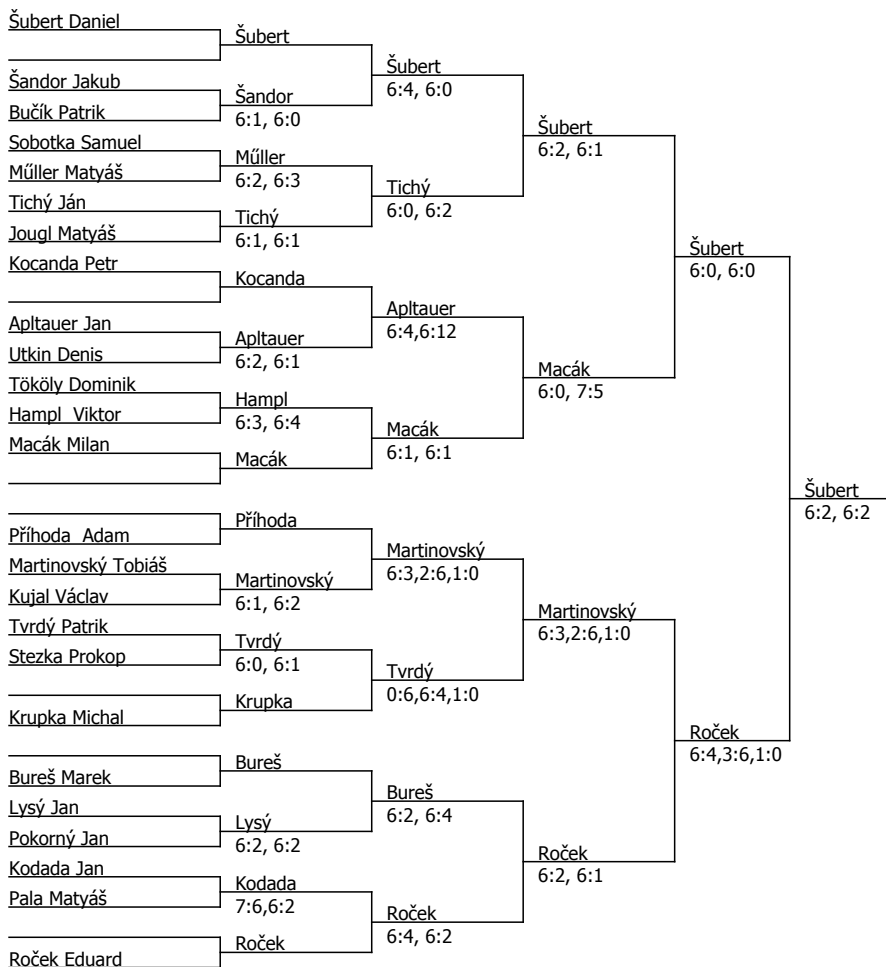 Šubert Daniel
Šubert
Šubert
6:4, 6:0
Šandor Jakub
Šandor
6:1, 6:0
Bučík Patrik
Šubert
6:2, 6:1
Sobotka Samuel
Műller
6:2, 6:3
Műller Matyáš
Tichý
6:0, 6:2
Tichý Ján
Tichý
6:1, 6:1
Jougl Matyáš
Šubert
6:0, 6:0
Kocanda Petr
Kocanda
Apltauer
6:4,6:12
Apltauer Jan
Apltauer
6:2, 6:1
Utkin Denis
Macák
6:0, 7:5
Tököly Dominik
Hampl
6:3, 6:4
Hampl  Viktor
Macák
6:1, 6:1
Macák Milan
Macák
Šubert
6:2, 6:2
Příhoda
Příhoda  Adam
Martinovský
6:3,2:6,1:0
Martinovský Tobiáš
Martinovský
6:1, 6:2
Kujal Václav
Martinovský
6:3,2:6,1:0
Tvrdý Patrik
Tvrdý
6:0, 6:1
Stezka Prokop
Tvrdý
0:6,6:4,1:0
Krupka
Krupka Michal
Roček
6:4,3:6,1:0
Bureš
Bureš Marek
Bureš
6:2, 6:4
Lysý Jan
Lysý
6:2, 6:2
Pokorný Jan
Roček
6:2, 6:1
Kodada Jan
Kodada
7:6,6:2
Pala Matyáš
Roček
6:4, 6:2
Roček
Roček Eduard